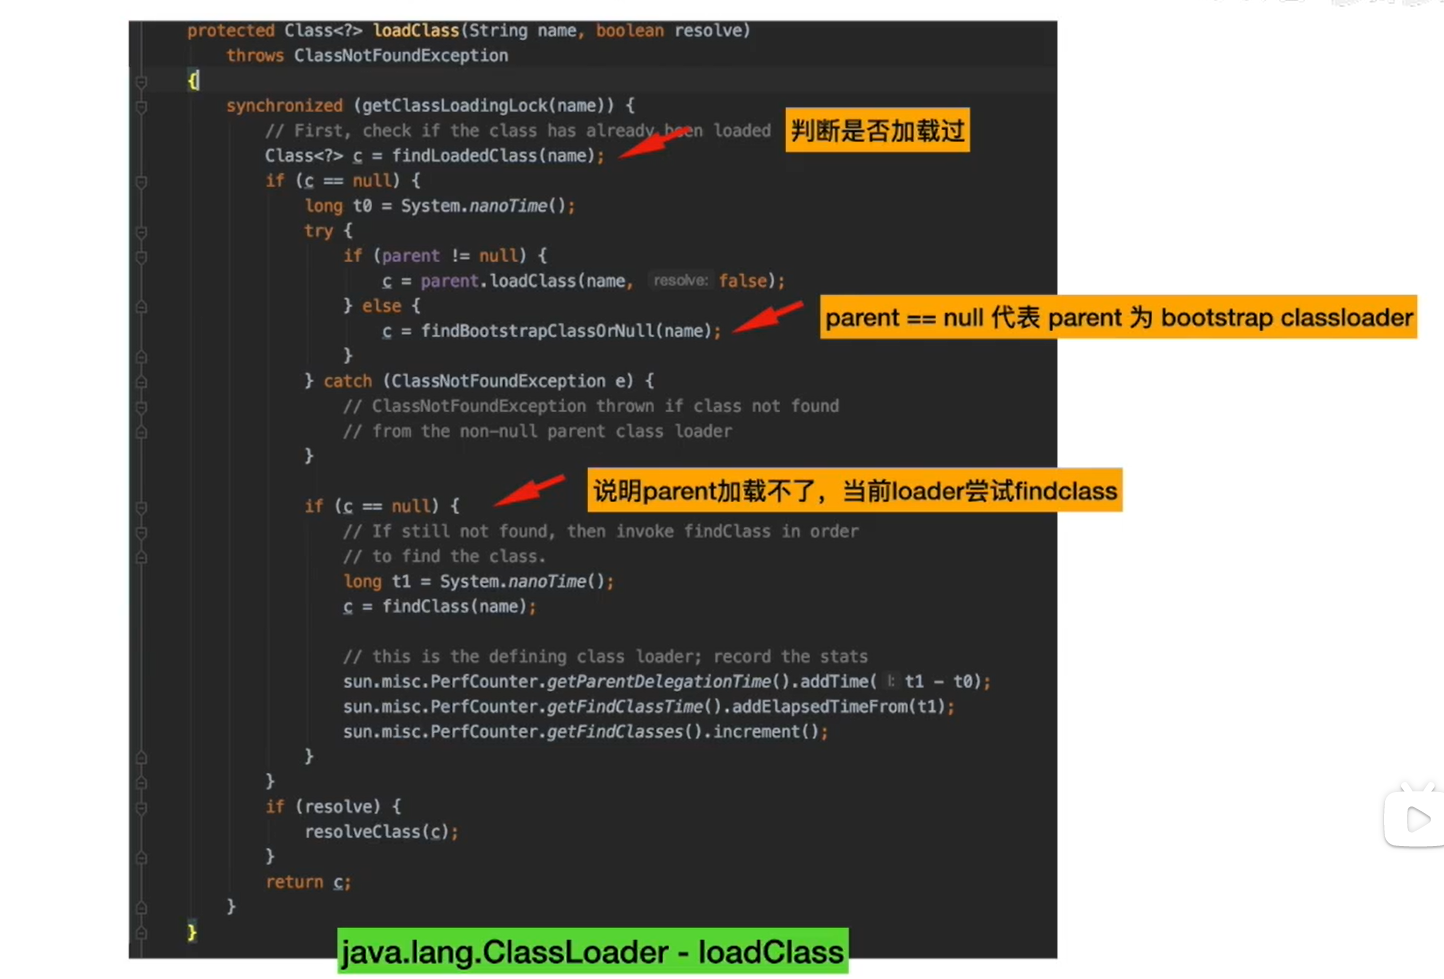 protected Class<?> loadClass(String name, boolean resolve)
throws ClassNotFoundException
{
synchronized (getClassLoadingLock(name)) {
// First, check if the class has already been loaded
判断是否加载过
Class<?> c = findLoadedClass(name);
if (c == null) {
long t0 = System.nanoTime();
try {
if (parent != null) {
c = parent.loadClass(name, resolve: false);
} else {
c = findBootstrapClassOrNull(name);
parent == null 代表 parent 为 bootstrap classloader
}
} catch (ClassNotFoundException e) {
// ClassNotFoundException thrown if class not found
// from the non-null parent class loader
}
说明parent加载不了，当前loader尝试findclass
if (c == null) {
// If still not found, then invoke findClass in order
// to find the class.
long t1 = System.nanoTime();
c = findClass(name);
// this is the defining class loader; record the stats
sun.misc.PerfCounter.getParentDelegationTime().addTime( l: t1 - t0);
sun.misc.PerfCounter.getFindClassTime().addElapsedTimeFrom(t1);
sun.misc.PerfCounter.getFindClasses().increment();
}
}
if (resolve) {
resolveClass(c);
}
return c;
}
}
java.lang.ClassLoader - loadClass